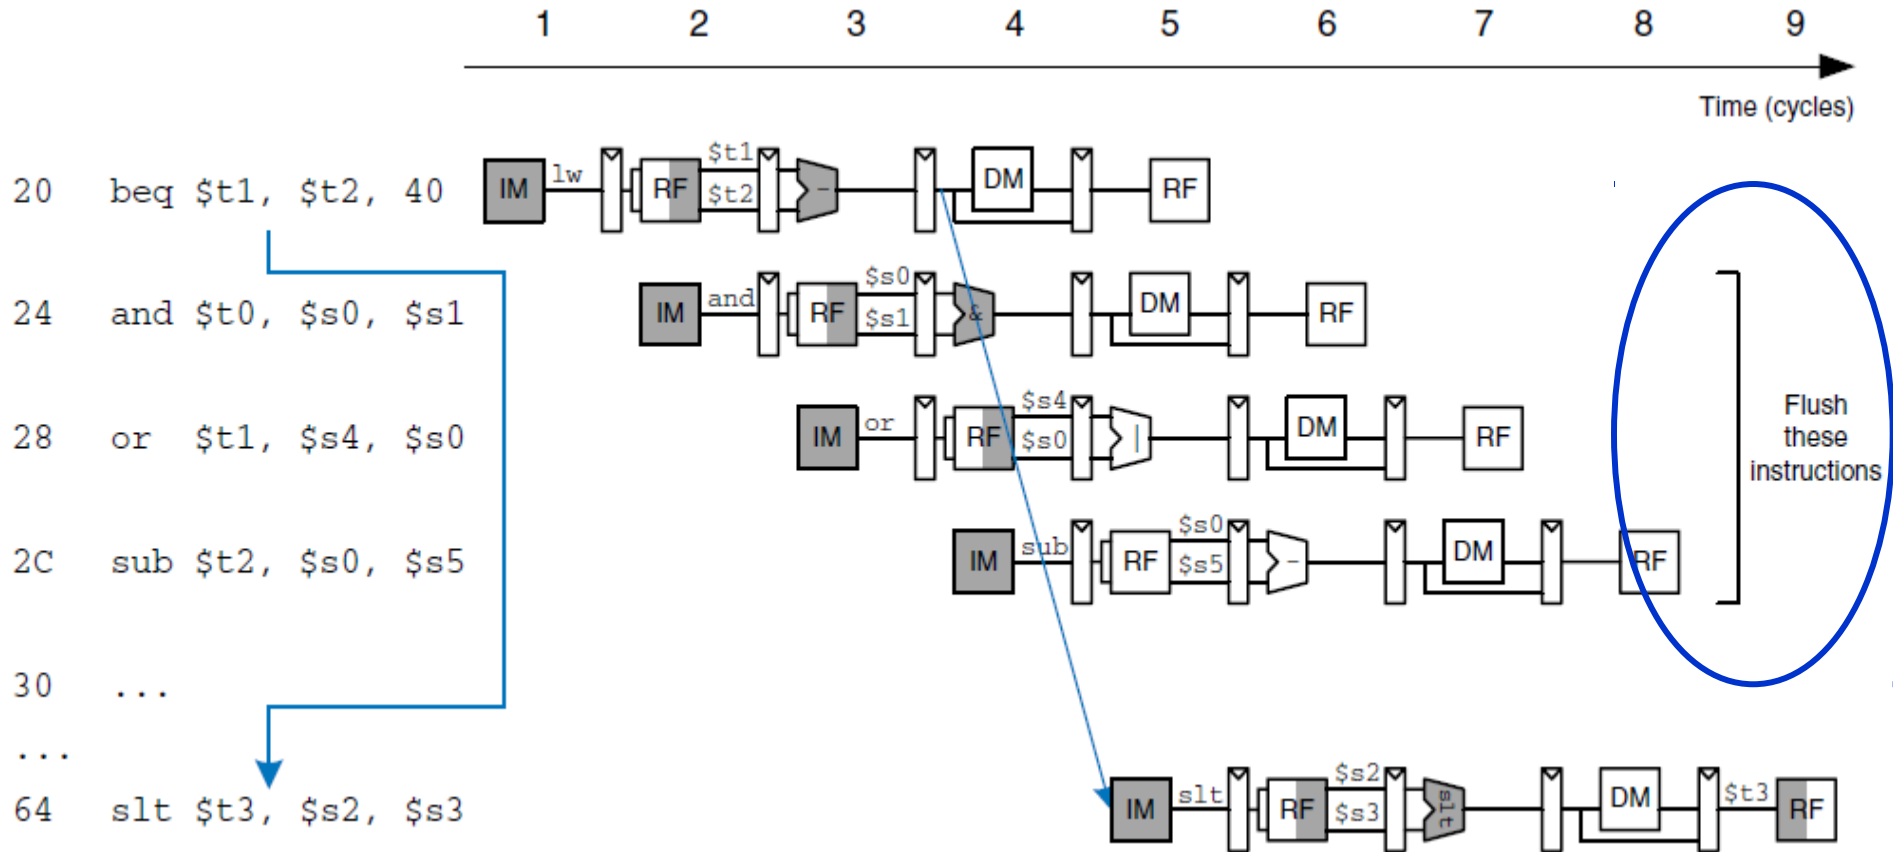 1 2 3 4 5 6 7 8 9
Time (cycles)
20 beq $t1, $t2, 40 IM lw RF $t1 $t2 - DM RF
24 and $t0, $s0, $s1 IM and RF $s0 $s1 & DM RF
28 or $t1, $s4, $s0 IM or RF $s4 $s0 | DM RF
Flush
these
instructions
2C sub $t2, $s0, $s5 IM sub RF $s0 $s5 - DM RF
30 ...
...
64 slt $t3, $s2, $s3 IM slt RF $s2 $s3 slt DM $t3 RF